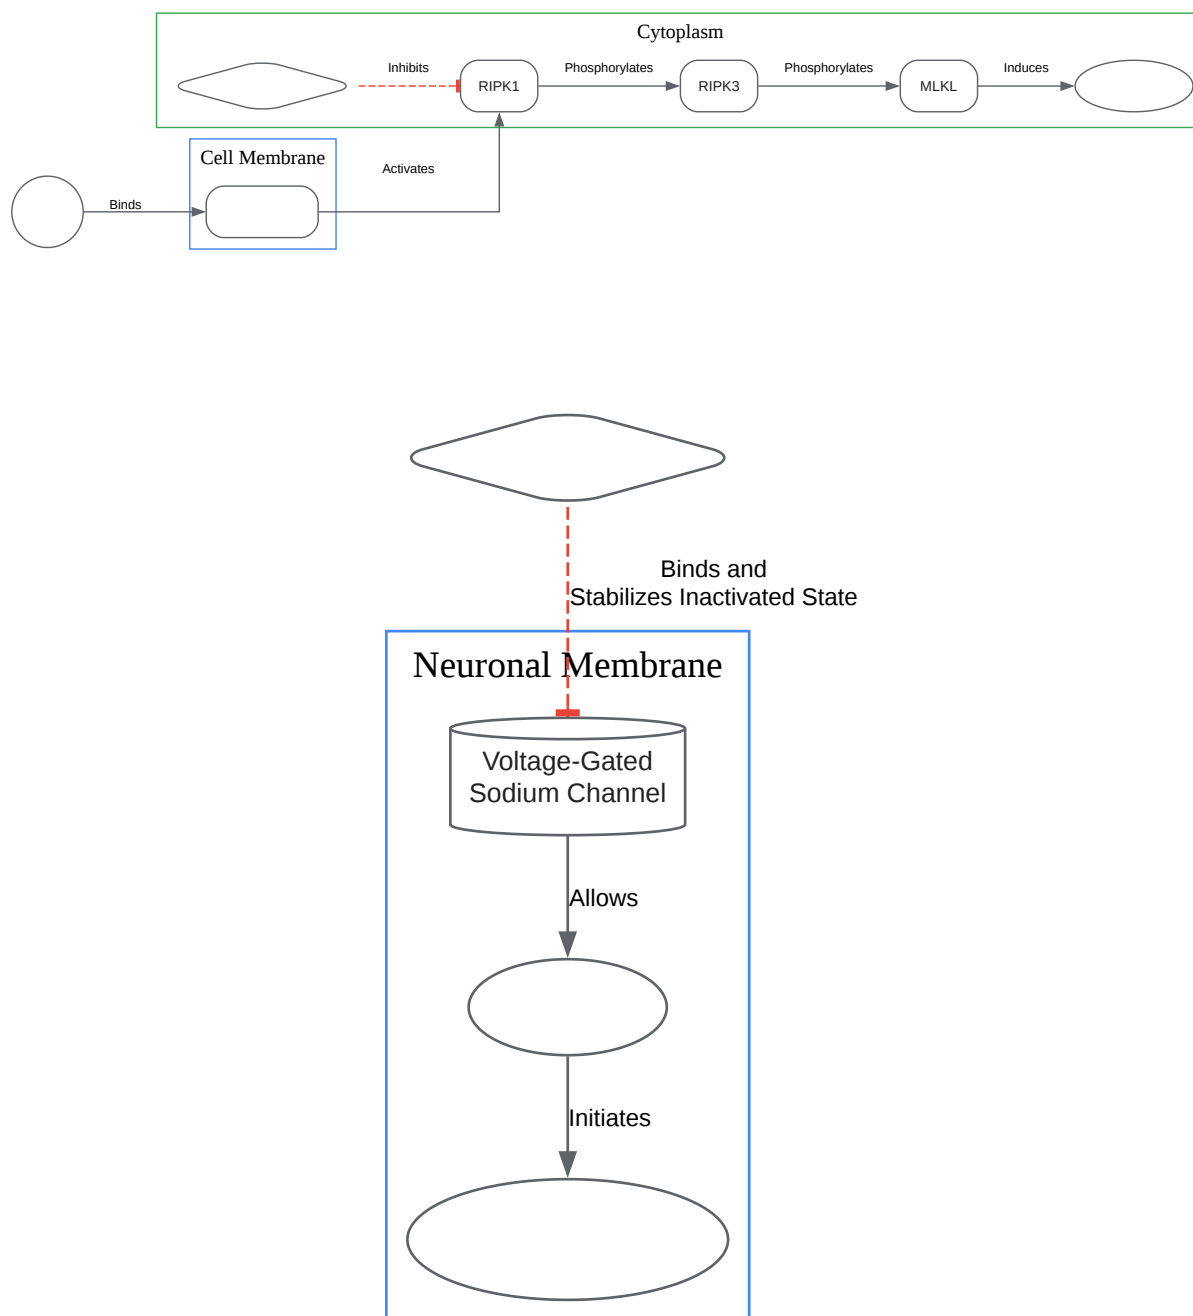 Cytoplasm
Inhibits
RIPK1
Phosphorylates
RIPK3
Phosphorylates
MLKL
Induces
Cell Membrane
Activates
Binds
Binds and
Stabilizes Inactivated State
Neuronal Membrane
Voltage-Gated
Sodium Channel
Allows
Initiates